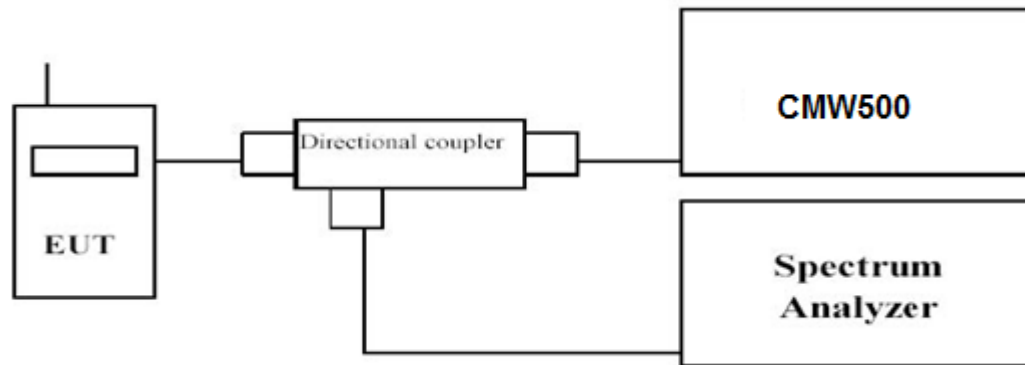 EUT
Directional coupler
CMW500
Spectrum
Analyzer